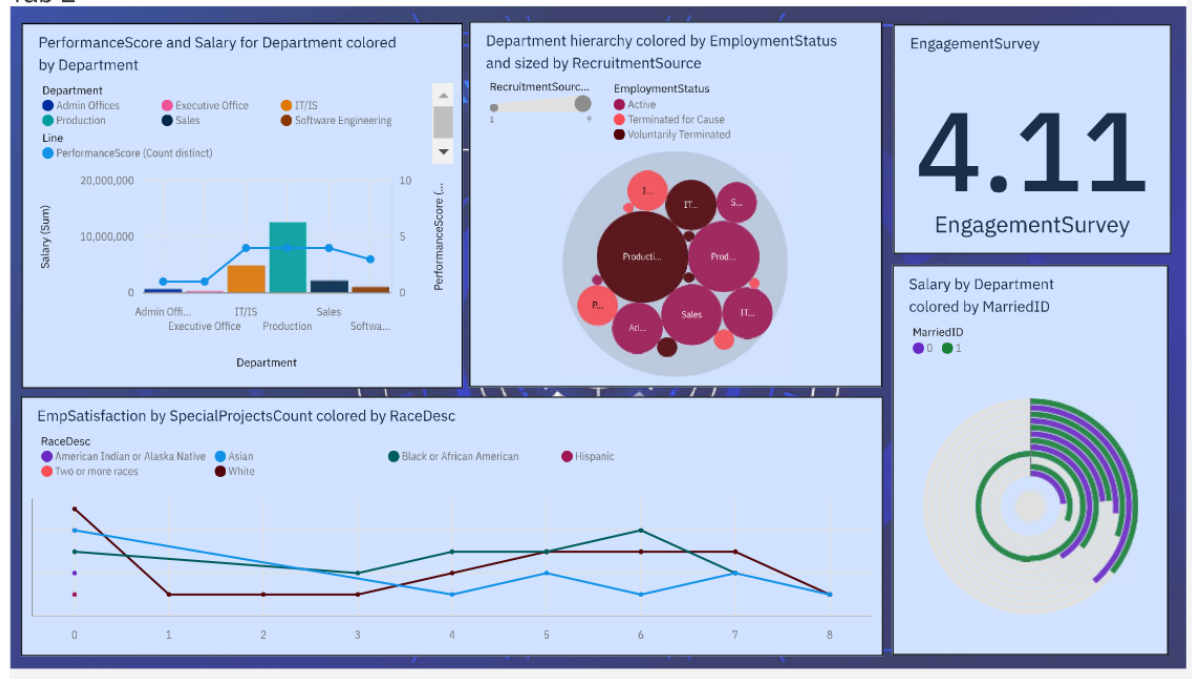 PerformanceScore and Salary for Department colored
by Department
Department
Admin Offices
Executive Office
IT/IS
Production
Sales
Software Engineering
Line
PerformanceScore (Count distinct)
20,000,000
10,000,000
0
10
5
0
Salary (Sum)
PerformanceScore (...
Admin Offi...
IT/IS
Sales
Executive Office
Production
Softwa...
Department
Department hierarchy colored by EmploymentStatus
and sized by RecruitmentSource
RecruitmentSourc...
1
9
EmploymentStatus
Active
Terminated for Cause
Voluntarily Terminated
I...
IT...
S...
Producti...
Prod...
P...
Ad...
Sales
IT...
EngagementSurvey
4.11
EngagementSurvey
Salary by Department
colored by MarriedID
MarriedID
0
1
EmpSatisfaction by SpecialProjectsCount colored by RaceDesc
RaceDesc
American Indian or Alaska Native
Asian
Black or African American
Hispanic
Two or more races
White
0
1
2
3
4
5
6
7
8